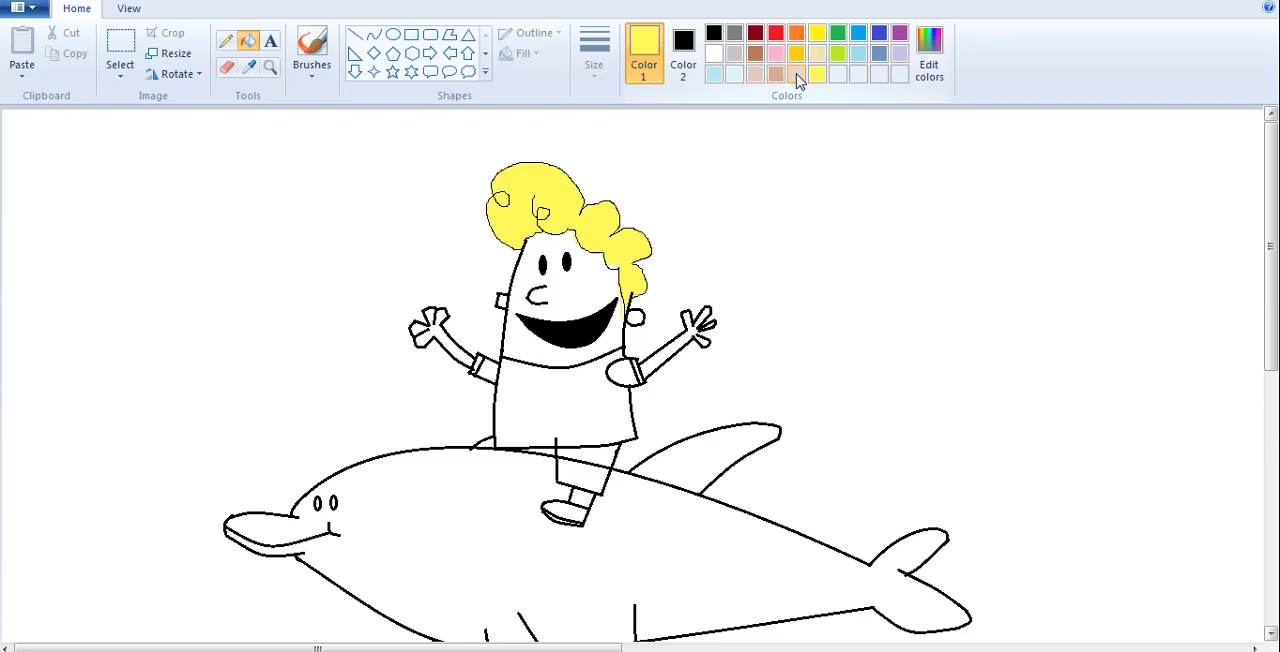 Home View
Cut
Copy
Paste
Clipboard
Select
Crop
Resize
Rotate
Image
A
Tools
Brushes
Outline
Fill
Shapes
Size
Color 1
Color 2
Colors
Edit colors